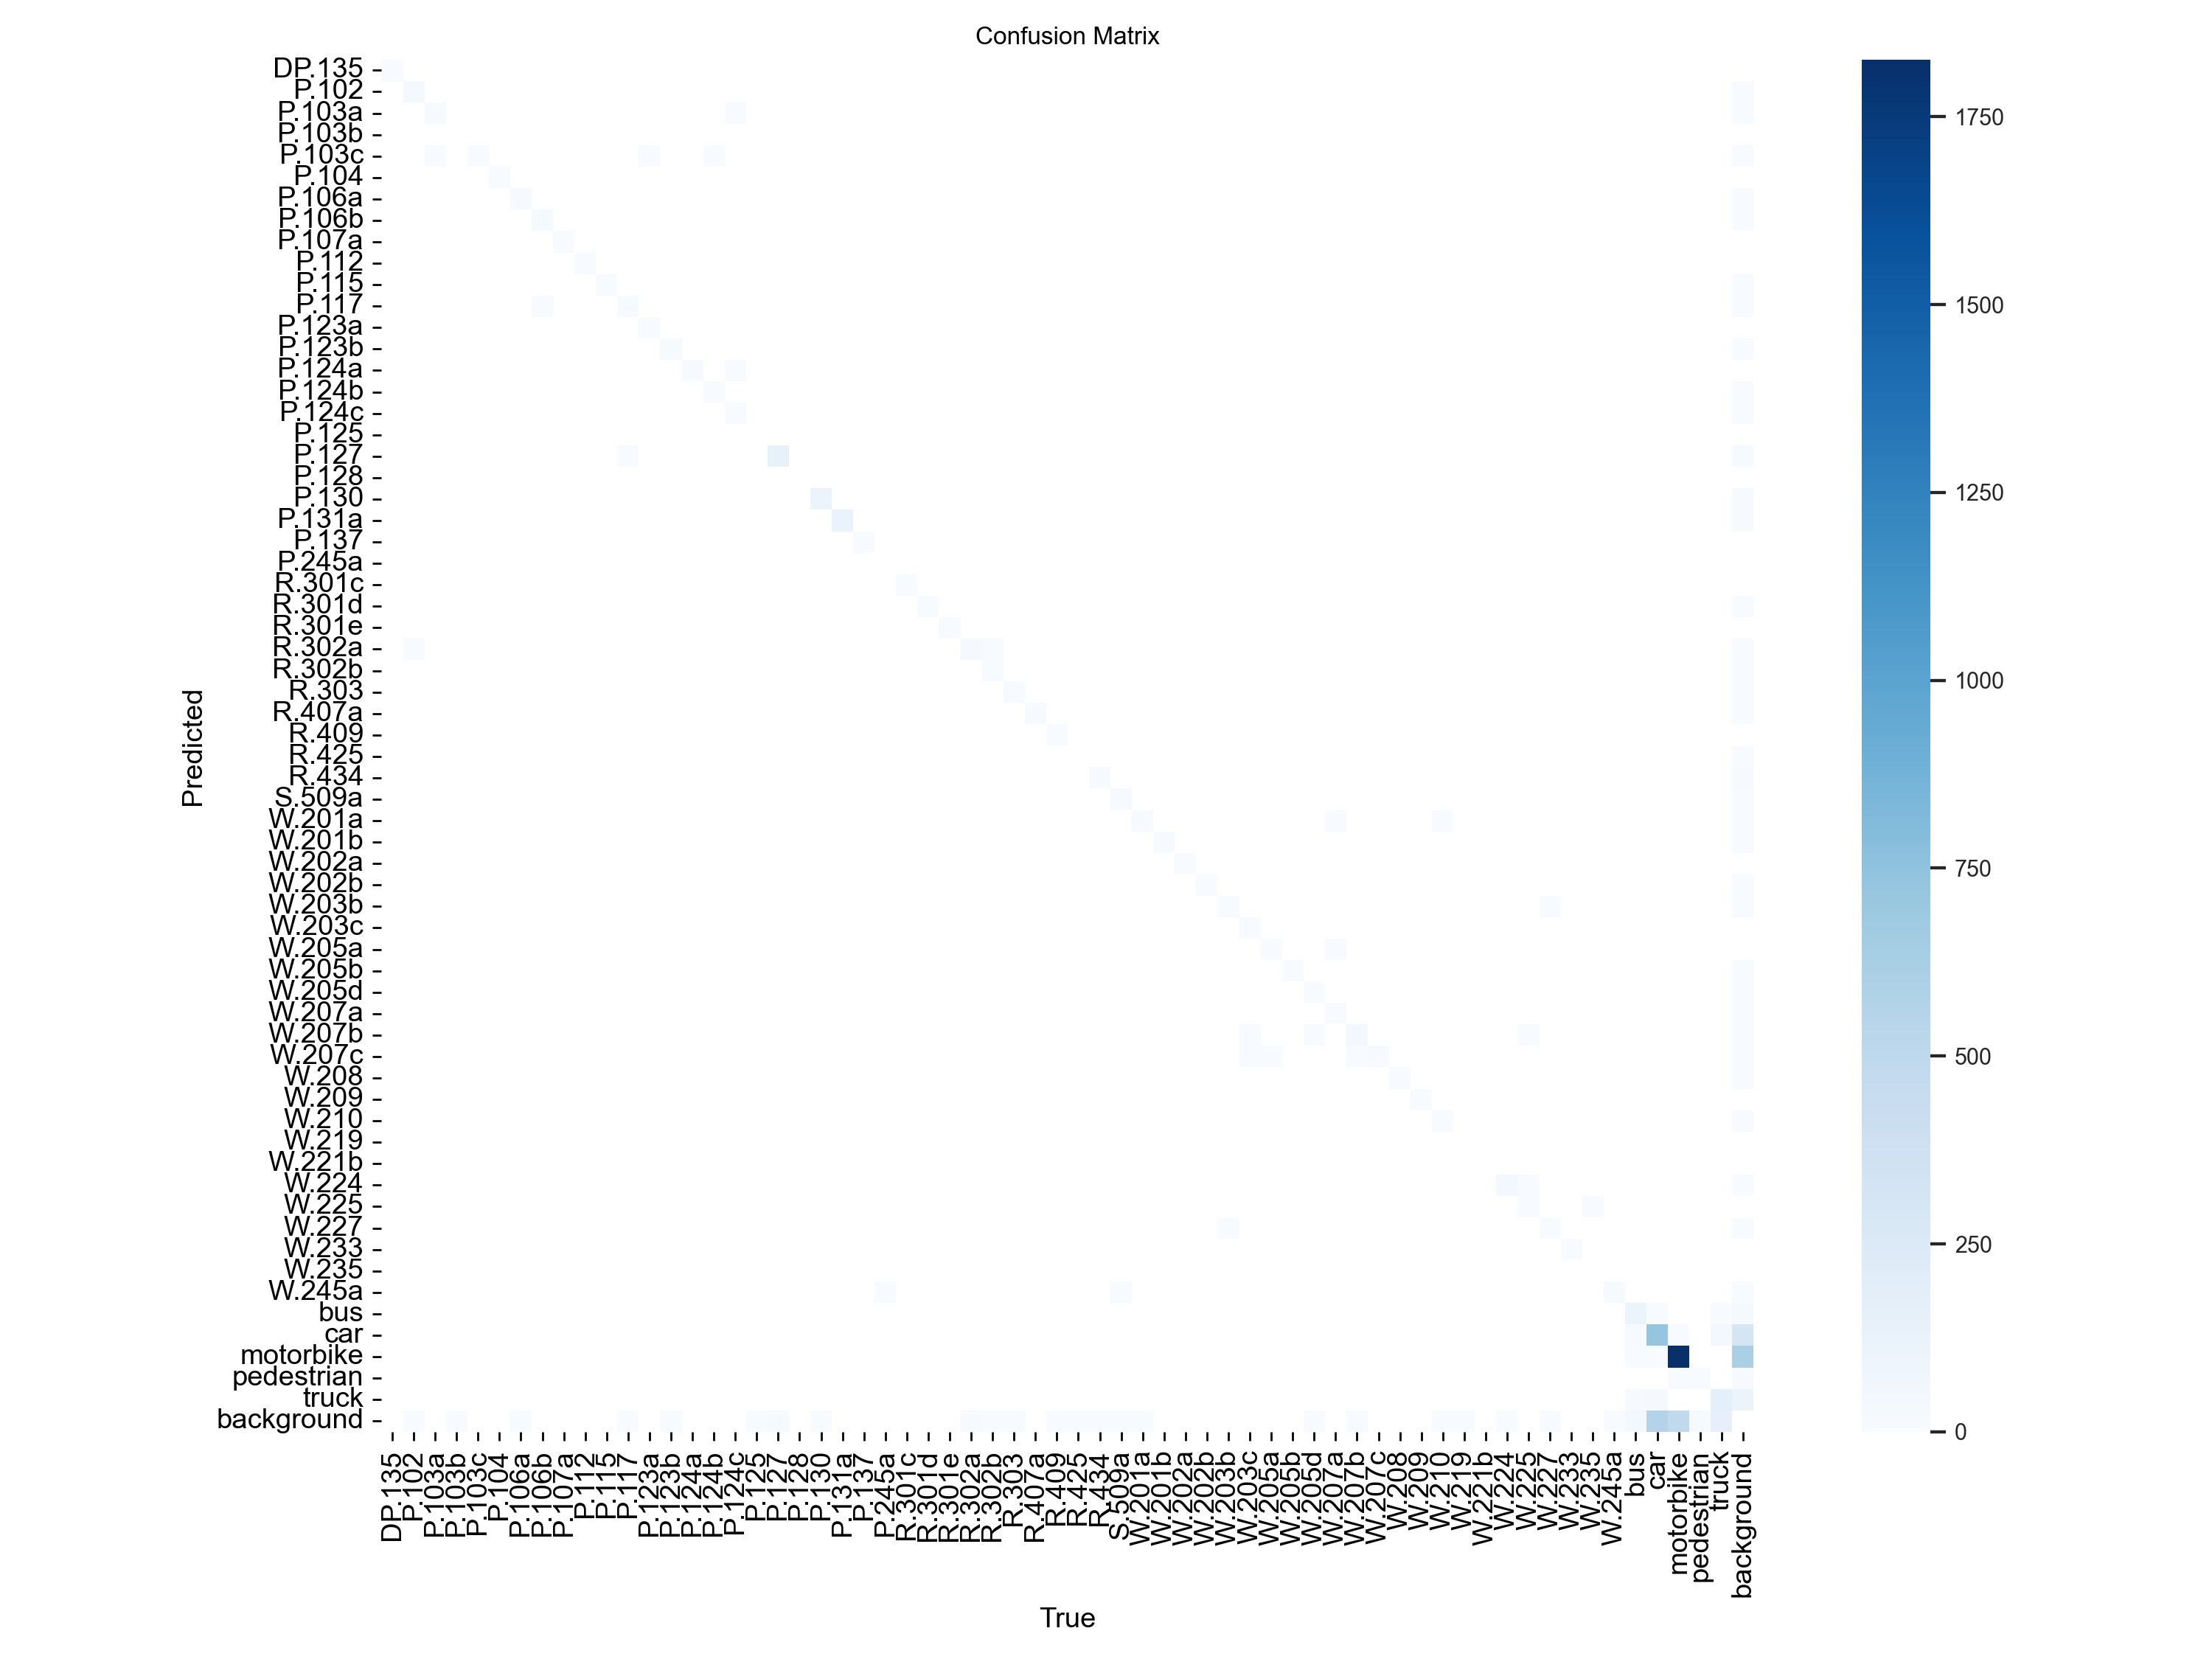 Confusion Matrix
DP.135
P.102
P.103a
P.103b
P.103c
P.104
P.106a
P.106b
P.107a
P.112
P.115
P.117
P.123a
P.123b
P.124a
P.124b
P.124c
P.125
P.127
P.128
P.130
P.131a
P.137
P.245a
R.301c
R.301d
R.301e
R.302a
R.302b
R.303
R.407a
R.409
R.425
R.434
S.509a
W.201a
W.201b
W.202a
W.202b
W.203b
W.203c
W.205a
W.205b
W.205d
W.207a
W.207b
W.207c
W.208
W.209
W.210
W.219
W.221b
W.224
W.225
W.227
W.233
W.235
W.245a
bus
car
motorbike
pedestrian
truck
background
Predicted
DP.135
P.102
P.103a
P.103b
P.103c
P.104
P.106a
P.106b
P.107a
P.112
P.115
P.117
P.123a
P.123b
P.124a
P.124b
P.124c
P.125
P.127
P.128
P.130
P.131a
P.137
P.245a
R.301c
R.301d
R.301e
R.302a
R.302b
R.303
R.407a
R.409
R.425
R.434
S.509a
W.201a
W.201b
W.202a
W.202b
W.203b
W.203c
W.205a
W.205b
W.205d
W.207a
W.207b
W.207c
W.208
W.209
W.210
W.219
W.221b
W.224
W.225
W.227
W.233
W.235
W.245a
bus
car
motorbike
pedestrian
truck
background
True
1750
1500
1250
1000
750
500
250
0